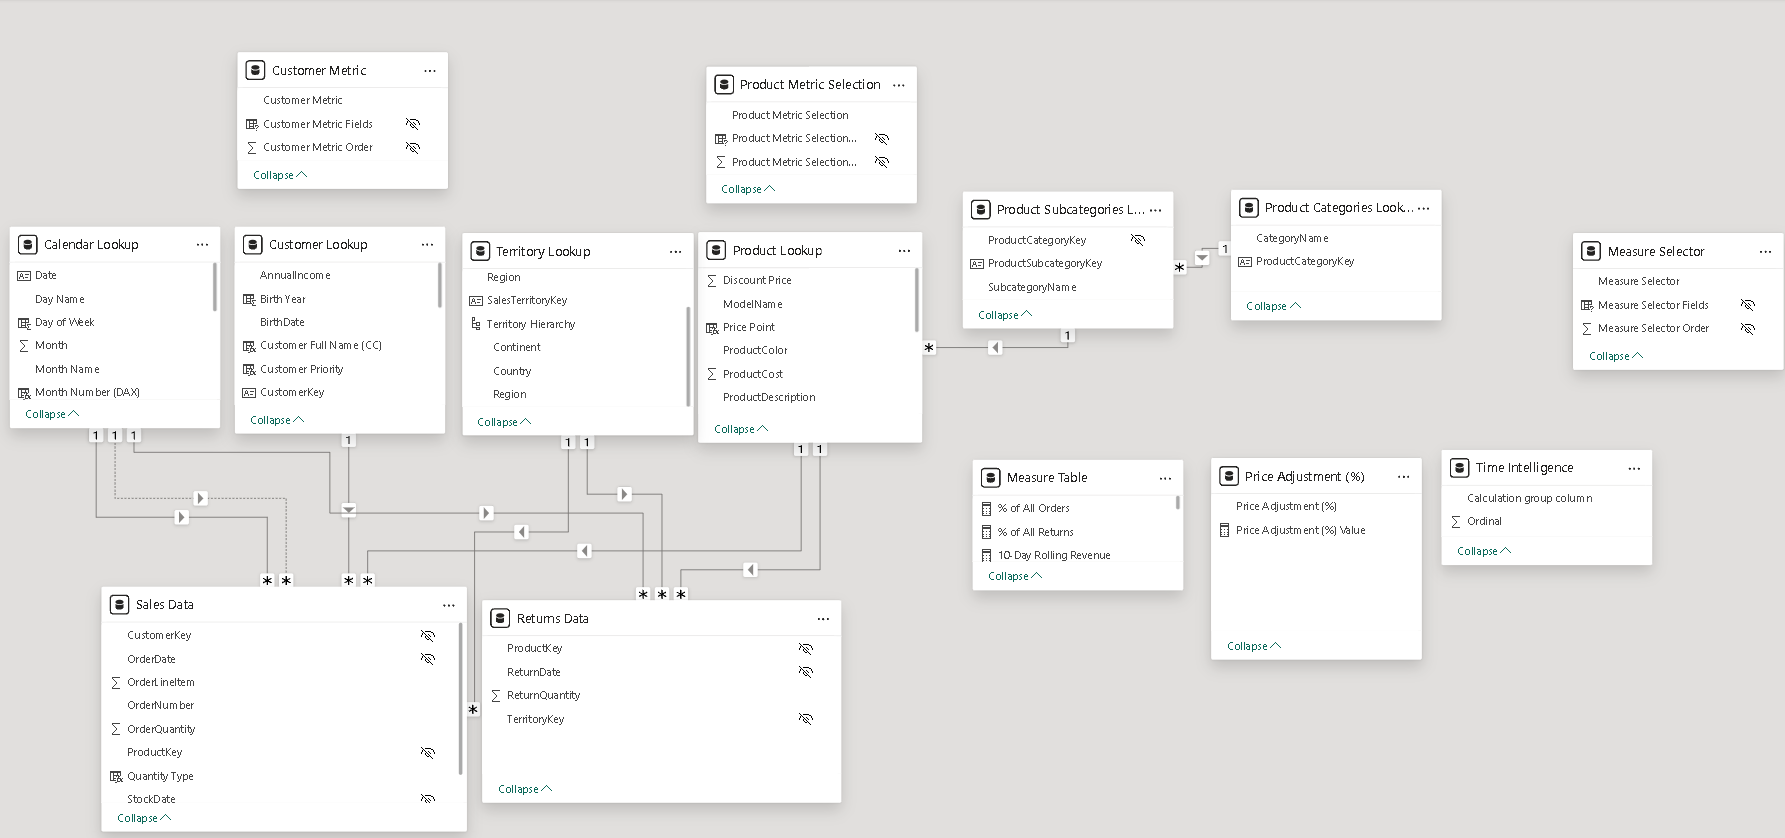 Customer Metric
Customer Metric
Customer Metric Fields
Customer Metric Order
Collapse
Product Metric Selection
Product Metric Selection
Product Metric Selection...
Product Metric Selection...
Collapse
Calendar Lookup
Date
Day Name
Day of Week
Month
Month Name
Month Number (DAX)
Collapse
Customer Lookup
AnnualIncome
Birth Year
BirthDate
Customer Full Name (CC)
Customer Priority
CustomerKey
Collapse
Territory Lookup
Region
SalesTerritoryKey
Territory Hierarchy
Continent
Country
Region
Collapse
Product Lookup
Discount Price
ModelName
Price Point
ProductColor
ProductCost
ProductDescription
Collapse
Product Subcategories L...
ProductCategoryKey
ProductSubcategoryKey
SubcategoryName
Collapse
Product Categories Look...
CategoryName
ProductCategoryKey
Collapse
Measure Selector
Measure Selector
Measure Selector Fields
Measure Selector Order
Collapse
1
*
*
1
1 1 1
1
1 1
1 1
Measure Table
% of All Orders
% of All Returns
10-Day Rolling Revenue
Collapse
Price Adjustment (%)
Price Adjustment (%)
Price Adjustment (%) Value
Collapse
Time Intelligence
Calculation group column
Ordinal
Collapse
* * * *
* * *
Sales Data
CustomerKey
OrderDate
OrderLineItem
OrderNumber
OrderQuantity
ProductKey
Quantity Type
StockDate
Collapse
*
Returns Data
ProductKey
ReturnDate
ReturnQuantity
TerritoryKey
Collapse